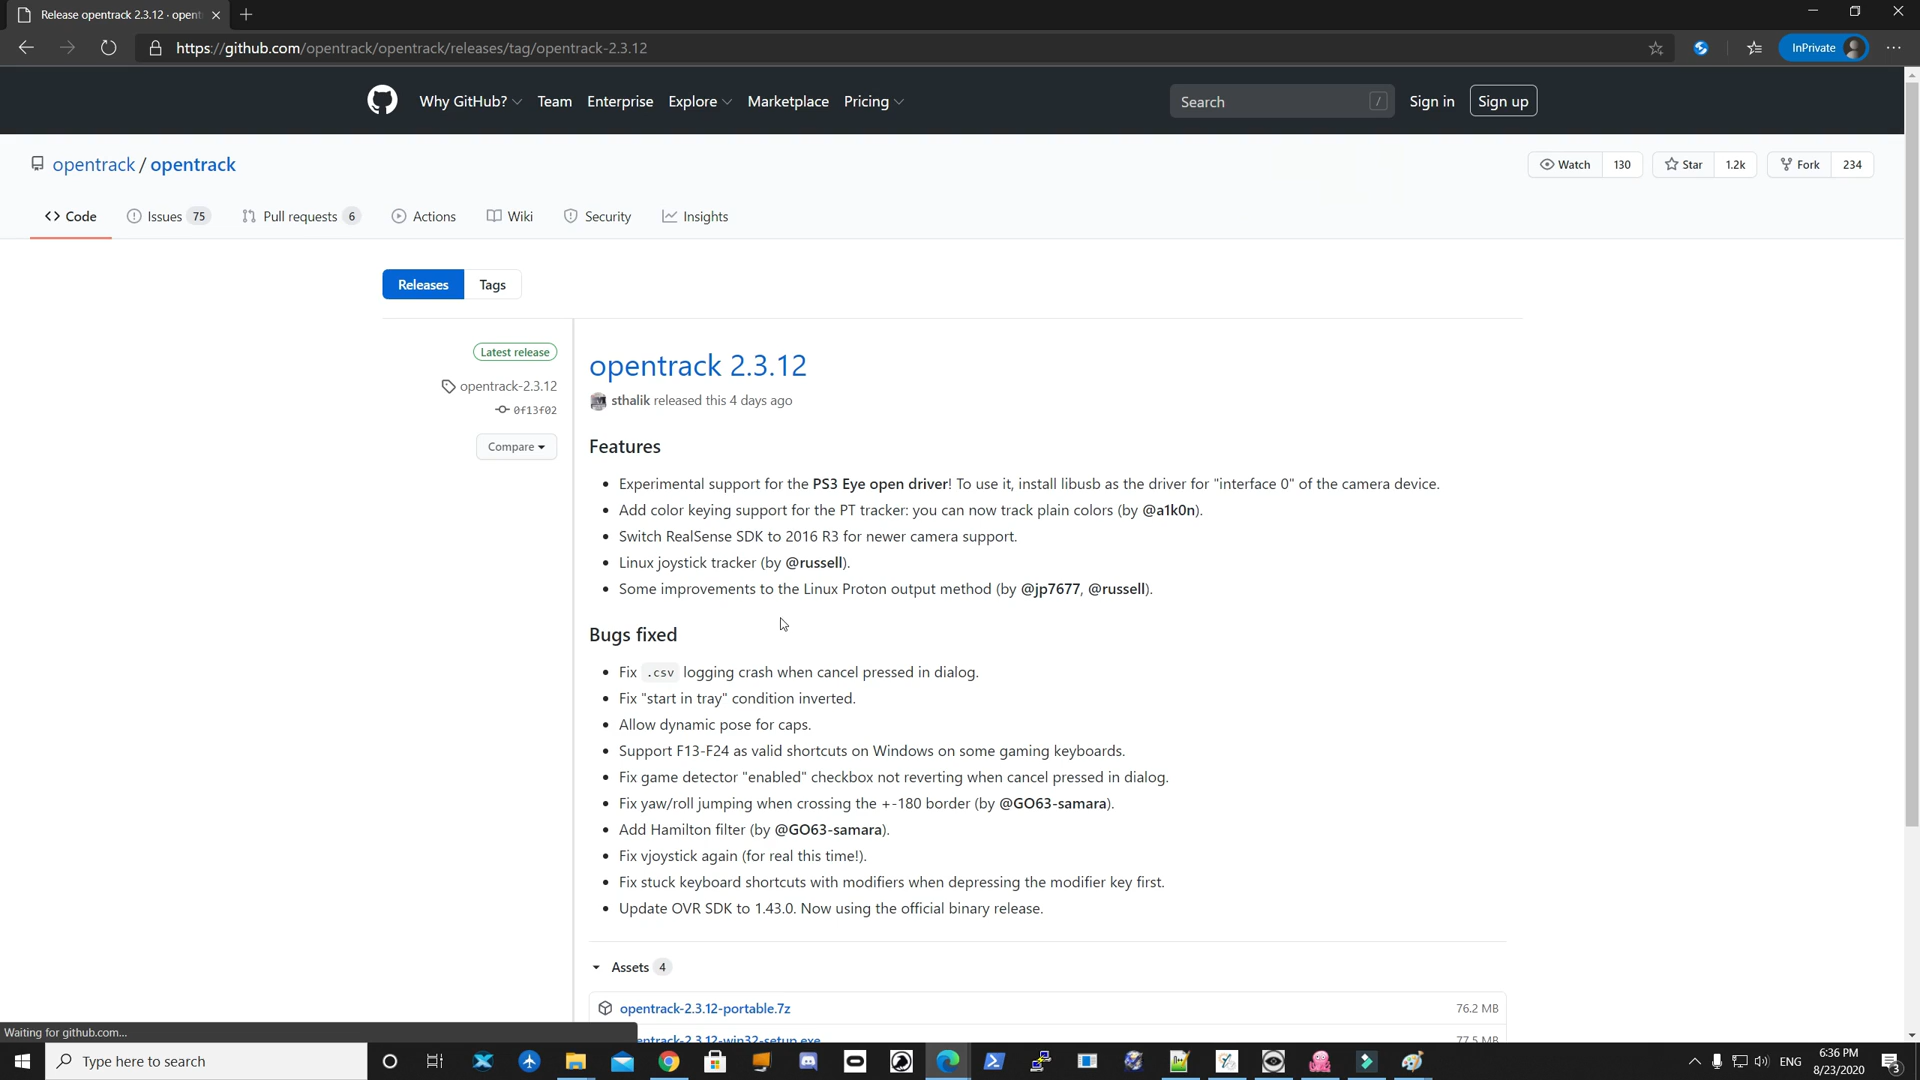 Release opentrack 2.3.12 · opent
https://github.com/opentrack/opentrack/releases/tag/opentrack-2.3.12
InPrivate
Why GitHub?
Team
Enterprise
Explore
Marketplace
Pricing
Search
/
Sign in
Sign up
opentrack / opentrack
Watch 130
Star 1.2k
Fork 234
Code
Issues 75
Pull requests 6
Actions
Wiki
Security
Insights
Releases
Tags
Latest release
opentrack-2.3.12
0f13f02
Compare
opentrack 2.3.12
sthalik released this 4 days ago
Features
Experimental support for the PS3 Eye open driver! To use it, install libusb as the driver for "interface 0" of the camera device.
Add color keying support for the PT tracker: you can now track plain colors (by @a1k0n).
Switch RealSense SDK to 2016 R3 for newer camera support.
Linux joystick tracker (by @russell).
Some improvements to the Linux Proton output method (by @jp7677, @russell).
Bugs fixed
Fix .csv logging crash when cancel pressed in dialog.
Fix "start in tray" condition inverted.
Allow dynamic pose for caps.
Support F13-F24 as valid shortcuts on Windows on some gaming keyboards.
Fix game detector "enabled" checkbox not reverting when cancel pressed in dialog.
Fix yaw/roll jumping when crossing the +-180 border (by @GO63-samara).
Add Hamilton filter (by @GO63-samara).
Fix vjoystick again (for real this time!).
Fix stuck keyboard shortcuts with modifiers when depressing the modifier key first.
Update OVR SDK to 1.43.0. Now using the official binary release.
Assets 4
opentrack-2.3.12-portable.7z
76.2 MB
entrack-2.3.12-win32-setup.exe
77.5 MB
Waiting for github.com...
Type here to search
ENG
6:36 PM
8/23/2020
3